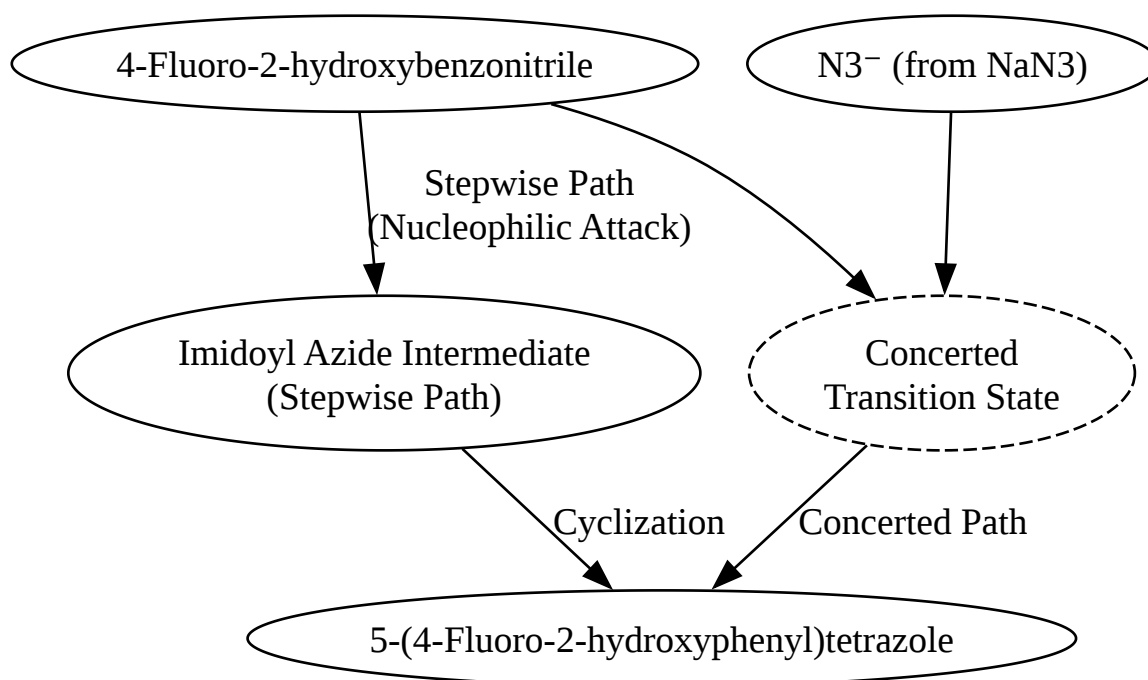 4-Fluoro-2-hydroxybenzonitrile
N3⁻ (from NaN3)
Stepwise Path
(Nucleophilic Attack)
Imidoyl Azide Intermediate
(Stepwise Path)
Concerted
Transition State
Cyclization
Concerted Path
5-(4-Fluoro-2-hydroxyphenyl)tetrazole